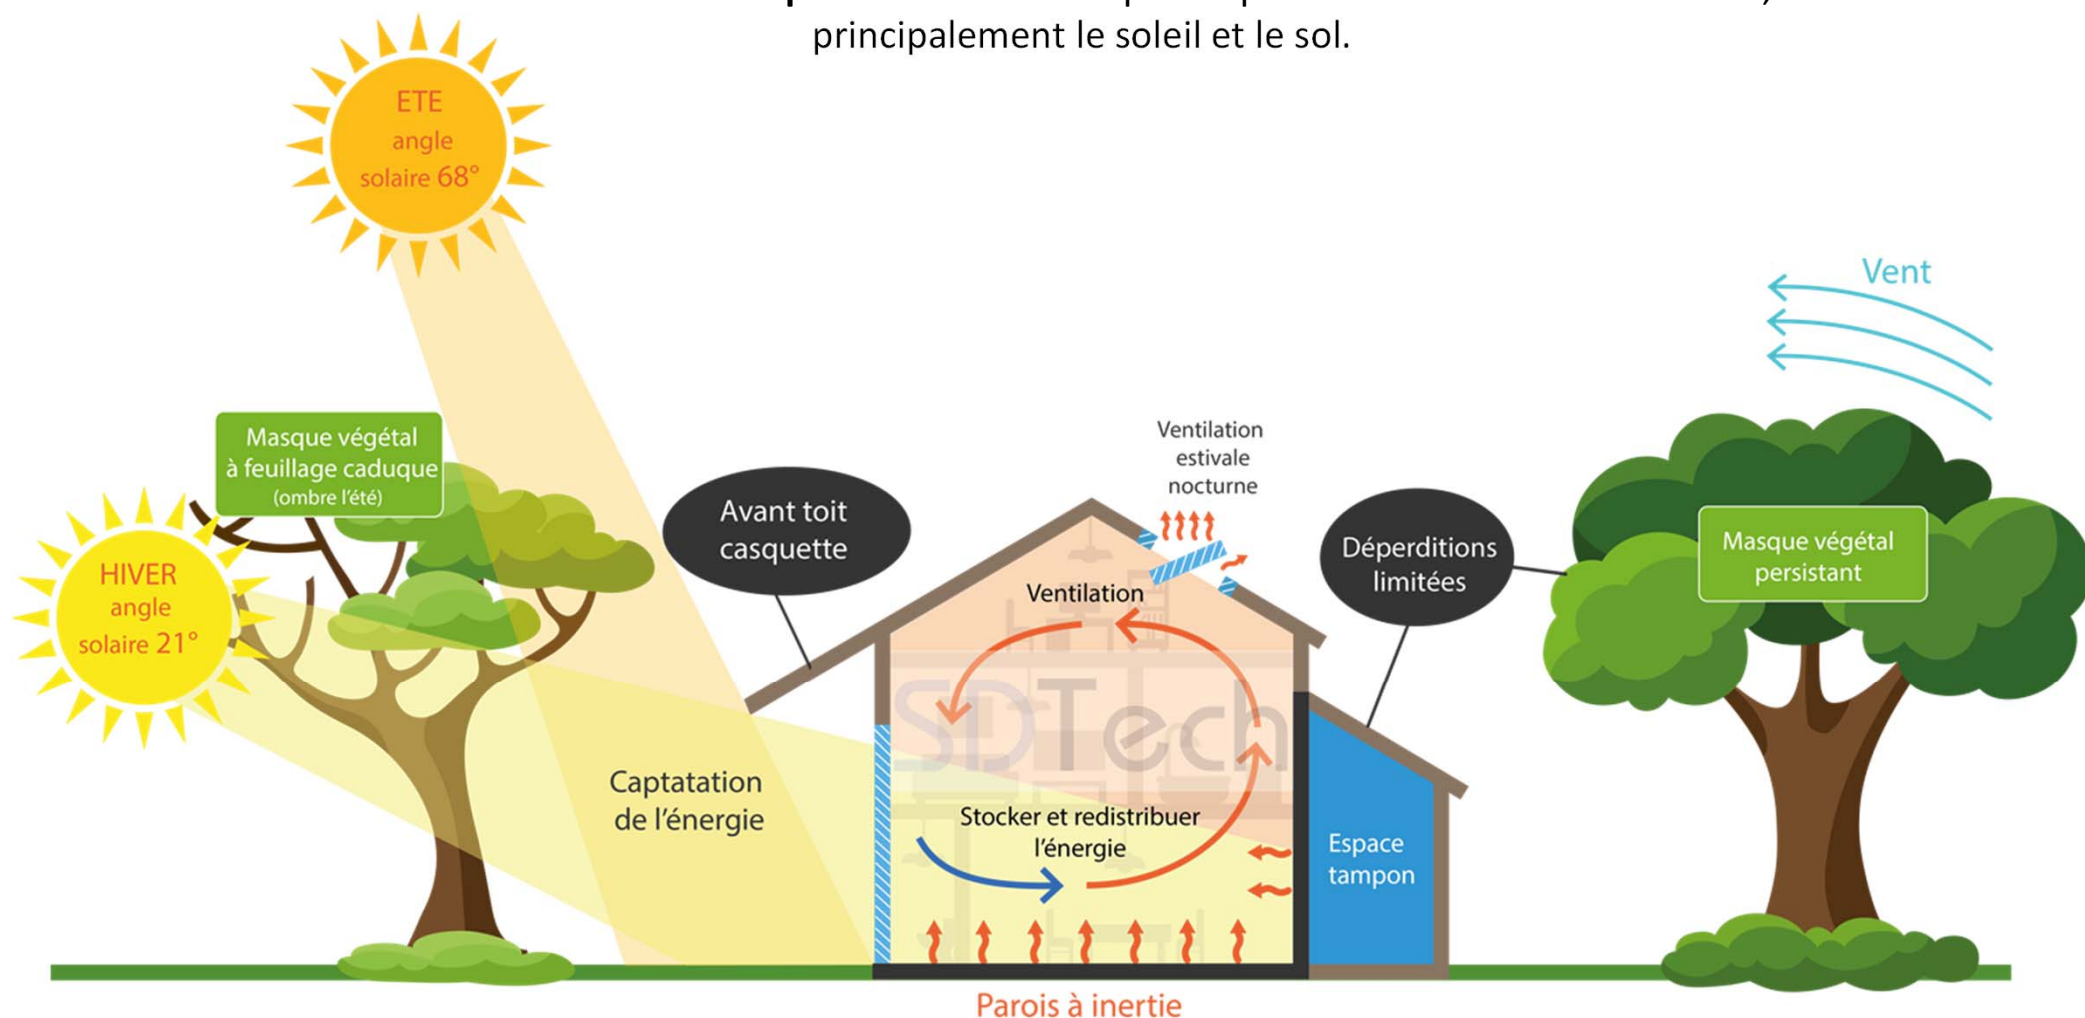 principalement le soleil et le sol.
ETE
angle
solaire 68°
Vent
Masque végétal
à feuillage caduque
(ombre l'été)
HIVER
angle
solaire 21°
Avant toit
casquette
Ventilation
estivale
nocturne
Déperditions
limitées
Masque végétal
persistant
Ventilation
SDTech
Captatation
de l'énergie
Stocker et redistribuer
l'énergie
Espace
tampon
Parois à inertie